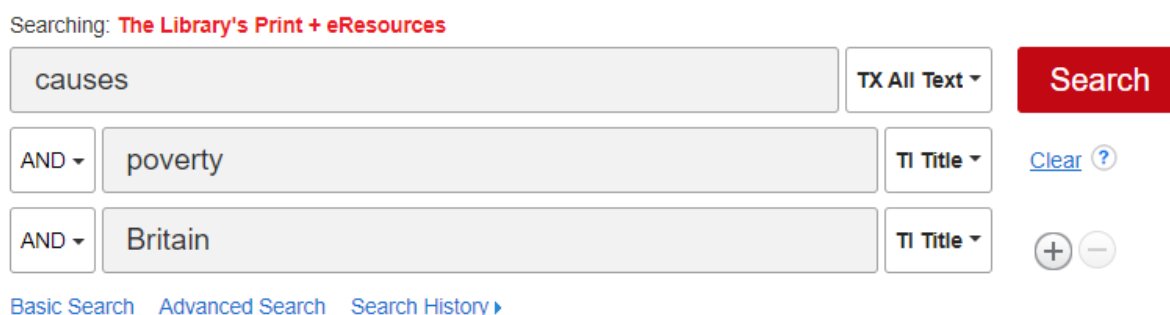 Searching: The Library's Print + eResources
causes TX All Text Search
AND poverty TI Title Clear ?
AND Britain TI Title + −
Basic Search Advanced Search Search History